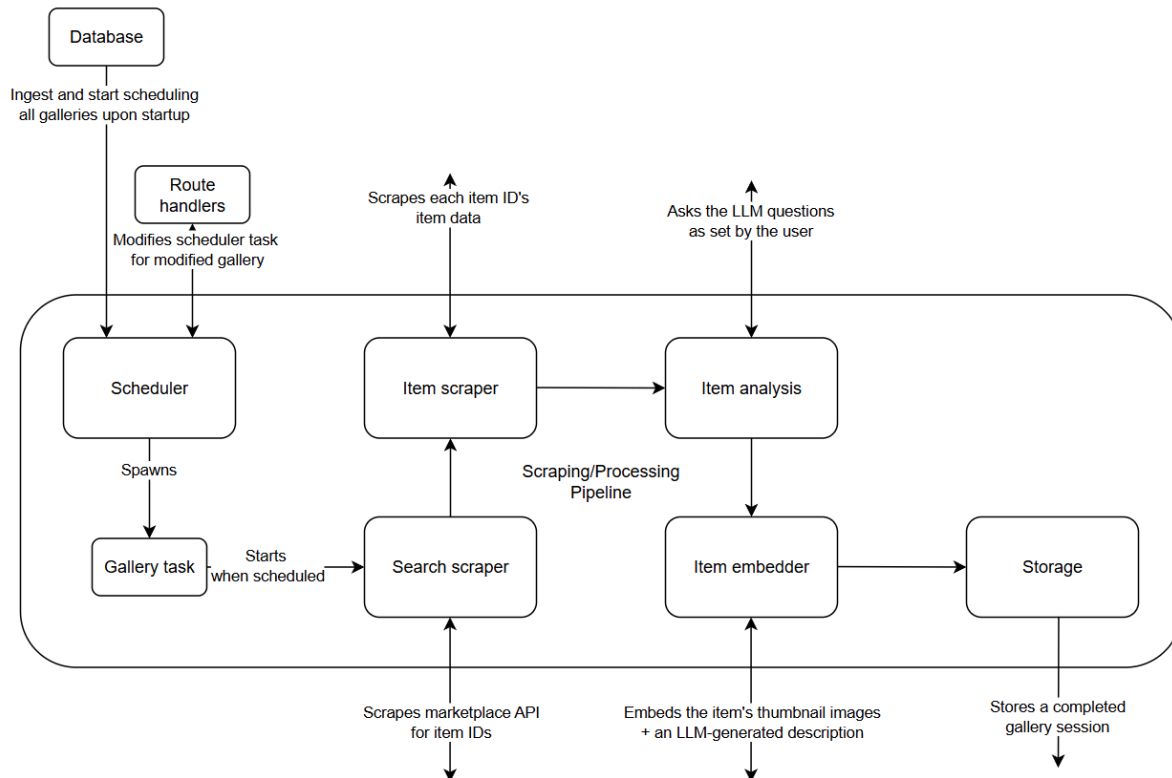 Database
Ingest and start scheduling
all galleries upon startup
Route
handlers
Modifies scheduler task
for modified gallery
Scrapes each item ID's
item data
Asks the LLM questions
as set by the user
Scheduler
Item scraper
Item analysis
Spawns
Scraping/Processing
Pipeline
Gallery task
Starts
when scheduled
Search scraper
Item embedder
Storage
Scrapes marketplace API
for item IDs
Embeds the item's thumbnail images
+ an LLM-generated description
Stores a completed
gallery session